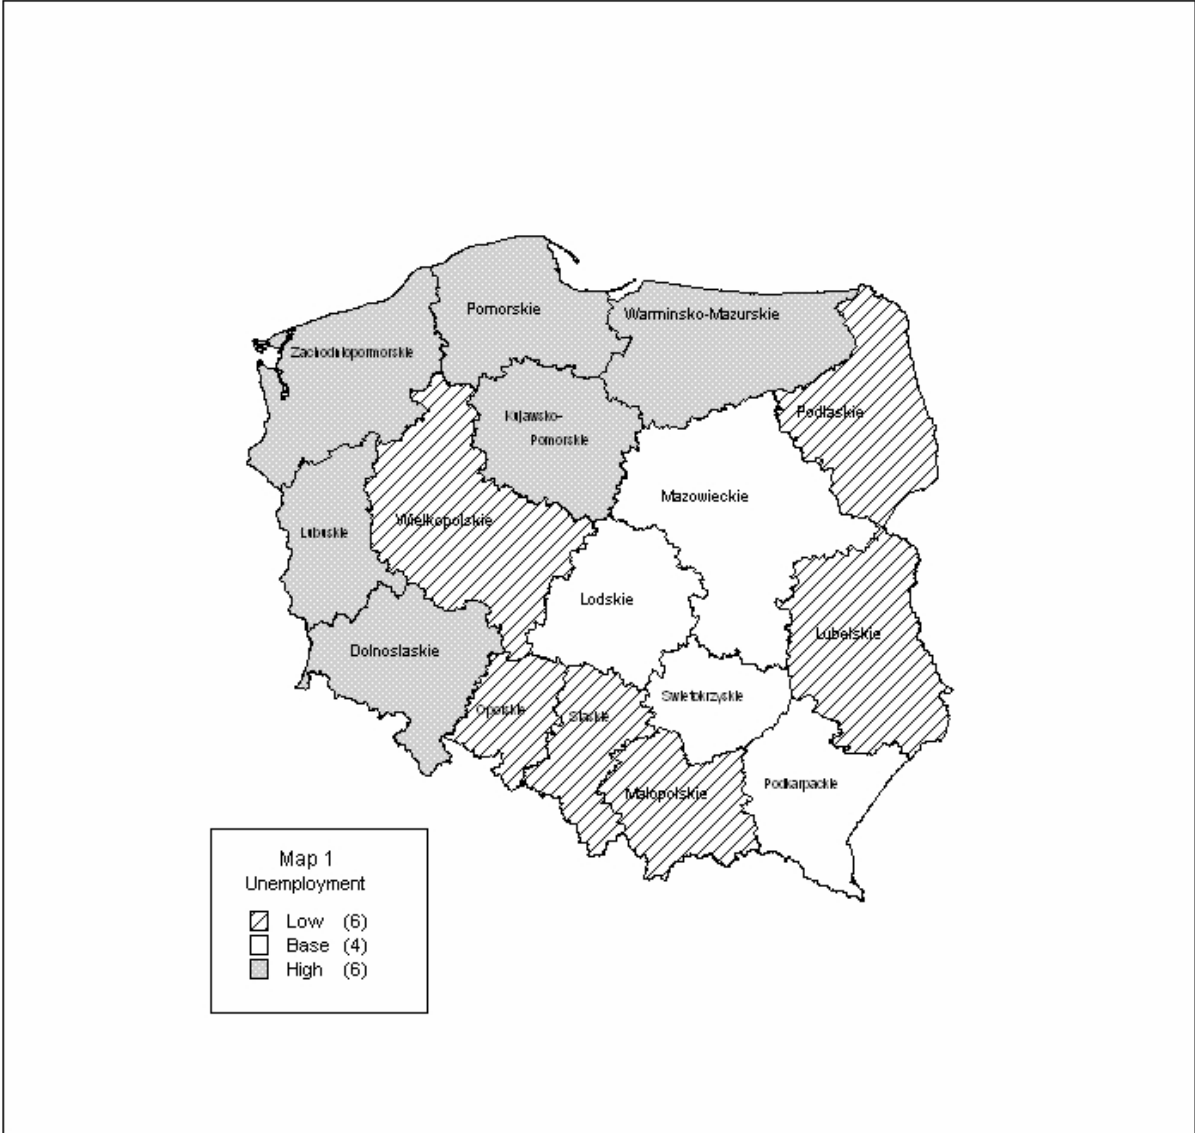 Pomorskie
Warminsko-Mazurskie
Zachodniopormorskie
Podlaskie
Kujawsko-
Pomorskie
Mazowieckie
Wielkopolskie
Lubuskie
Lodskie
Lubelskie
Dolnoslaskie
Swietokrzyskie
Opolskie
Slaskie
Podkarpackie
Malopolskie
Map 1
Unemployment
Low (6)
Base (4)
High (6)